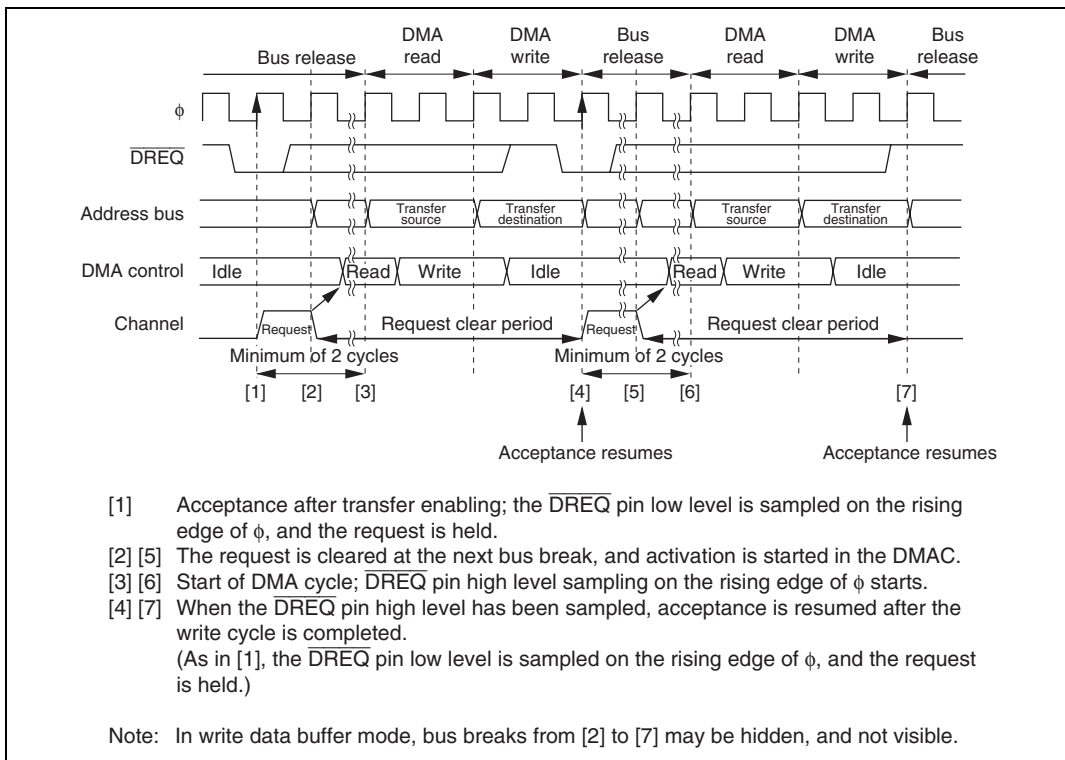 Bus release DMA read DMA write Bus release DMA read DMA write Bus release
ϕ
DREQ
Address bus Transfer source Transfer destination Transfer source Transfer destination
DMA control Idle Read Write Idle Read Write Idle
Channel Request Request clear period Request Request clear period
Minimum of 2 cycles Minimum of 2 cycles
[1] [2] [3] [4] [5] [6] [7]
Acceptance resumes Acceptance resumes
[1] Acceptance after transfer enabling; the DREQ pin low level is sampled on the rising
edge of ϕ, and the request is held.
[2] [5] The request is cleared at the next bus break, and activation is started in the DMAC.
[3] [6] Start of DMA cycle; DREQ pin high level sampling on the rising edge of ϕ starts.
[4] [7] When the DREQ pin high level has been sampled, acceptance is resumed after the
write cycle is completed.
(As in [1], the DREQ pin low level is sampled on the rising edge of ϕ, and the request
is held.)
Note: In write data buffer mode, bus breaks from [2] to [7] may be hidden, and not visible.